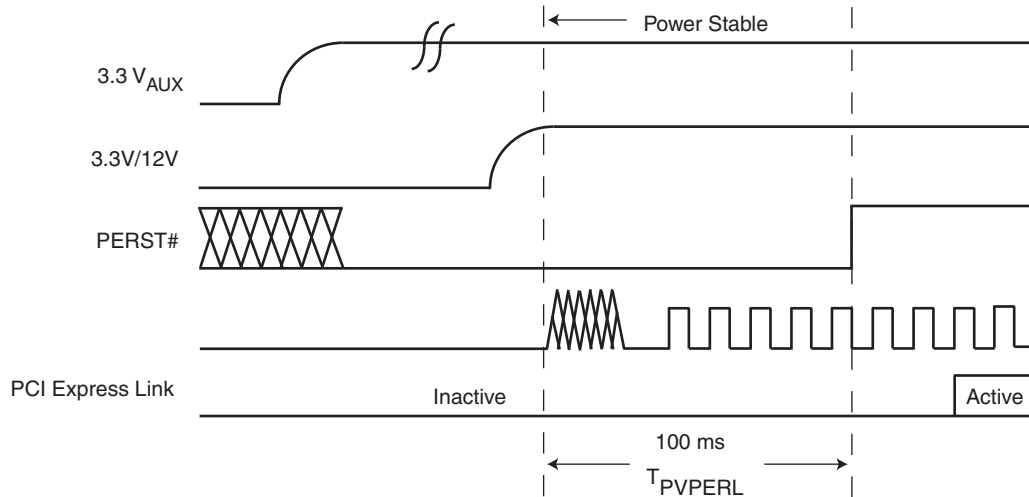 Power Stable
3.3 VAUX
3.3V/12V
PERST#
PCI Express Link
Inactive
Active
100 ms
TPVPERL